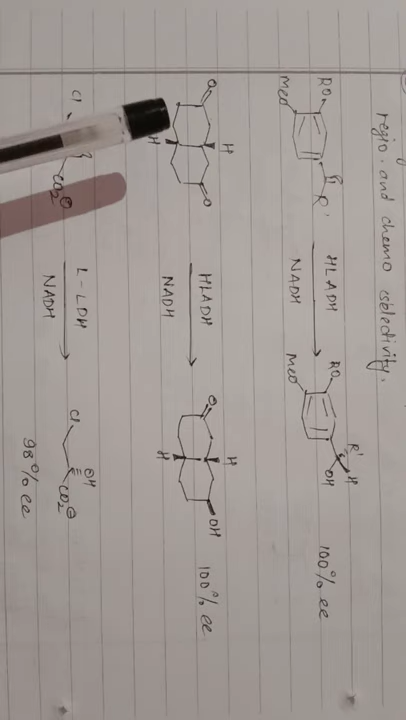 regio. and chemo selectivity.
RO
MeO
O
R'
HLADH
NADH
RO
MeO
R'
H
OH
100% ee
O
H
H
O
HLADH
NADH
O
H
H
OH
100% ee
Cl
CO2⊖
L-LDH
NADH
Cl
OH
CO2⊖
98% ee